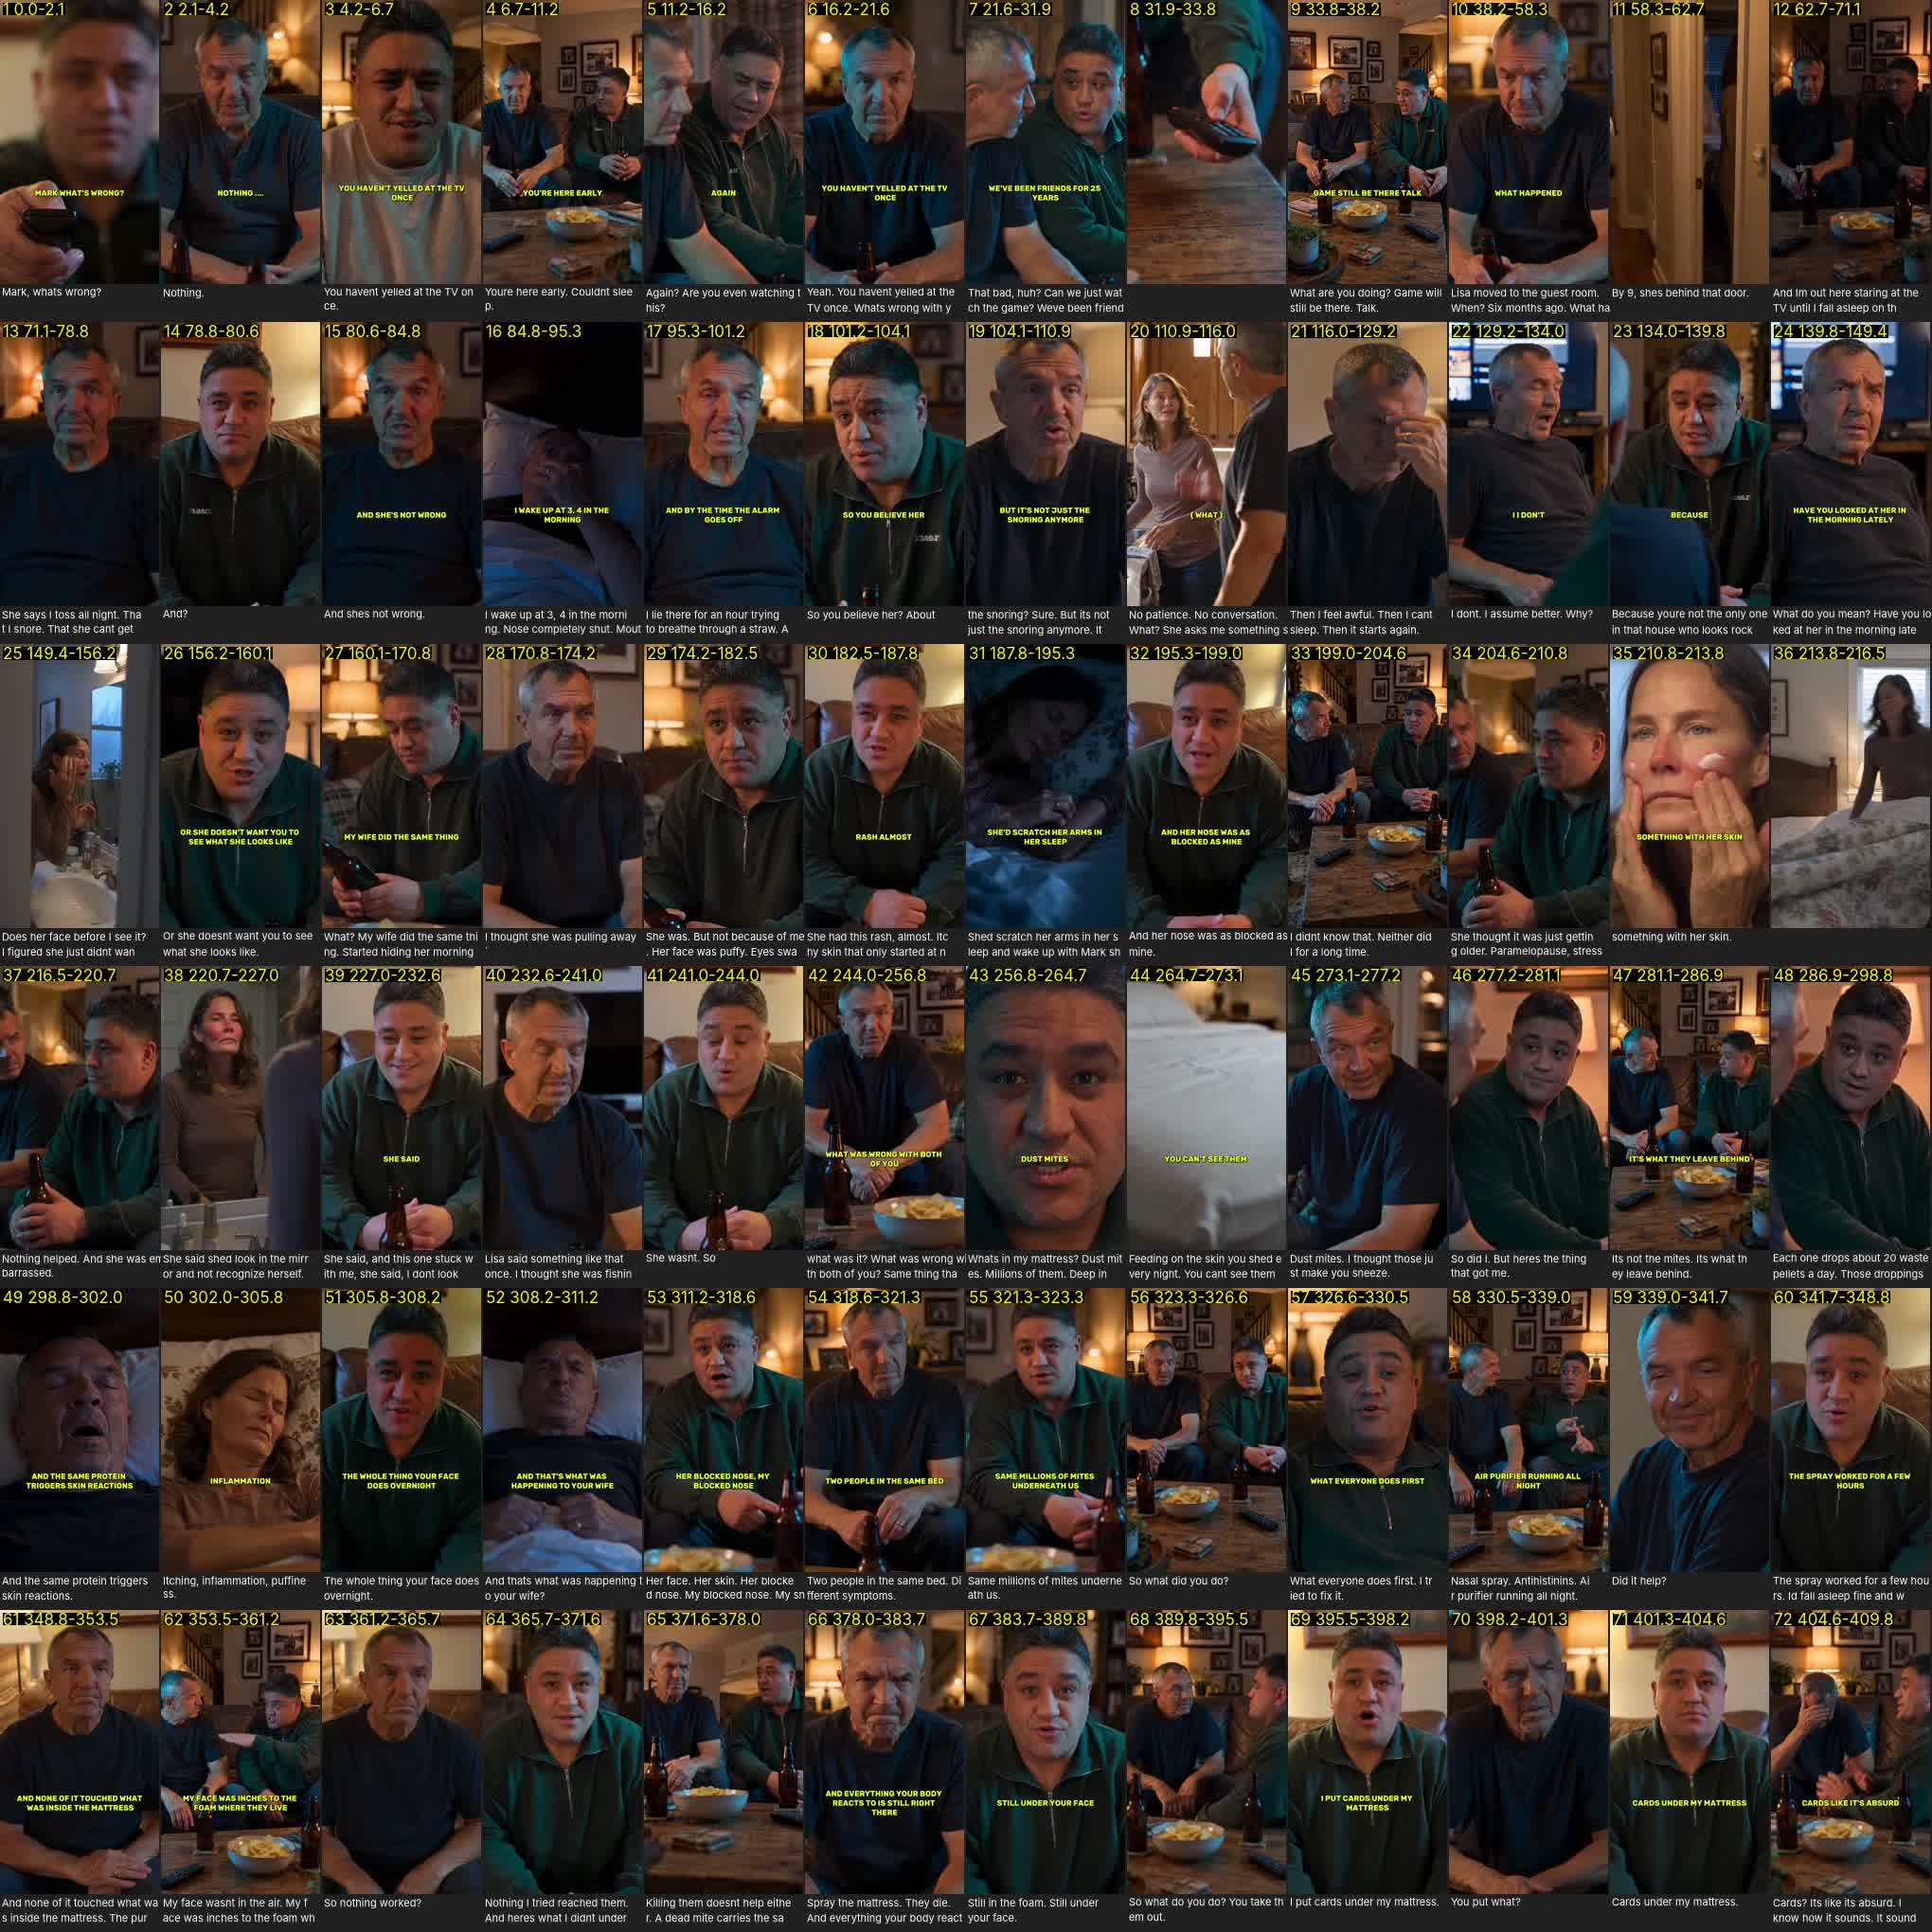 1 0.0-2.1
MARK WHAT'S WRONG?
Mark, whats wrong?
2 2.1-4.2
NOTHING ....
Nothing.
3 4.2-6.7
YOU HAVEN'T YELLED AT THE TV
ONCE
You havent yelled at the TV on
ce.
4 6.7-11.2
YOU'RE HERE EARLY
Youre here early. Couldnt slee
p.
5 11.2-16.2
AGAIN
Again? Are you even watching t
his?
6 16.2-21.6
YOU HAVEN'T YELLED AT THE TV
ONCE
Yeah. You havent yelled at the
TV once. Whats wrong with y
7 21.6-31.9
WE'VE BEEN FRIENDS FOR 25
YEARS
That bad, huh? Can we just wat
ch the game? Weve been friend
8 31.9-33.8
9 33.8-38.2
GAME STILL BE THERE TALK
What are you doing? Game will
still be there. Talk.
10 38.2-58.3
WHAT HAPPENED
Lisa moved to the guest room.
When? Six months ago. What ha
11 58.3-62.7
By 9, shes behind that door.
12 62.7-71.1
And Im out here staring at the
TV until I fall asleep on th
13 71.1-78.8
She says I toss all night. Tha
t I snore. That she cant get
14 78.8-80.6
And?
15 80.6-84.8
AND SHE'S NOT WRONG
And shes not wrong.
16 84.8-95.3
I WAKE UP AT 3, 4 IN THE
MORNING
I wake up at 3, 4 in the morni
ng. Nose completely shut. Mout
17 95.3-101.2
AND BY THE TIME THE ALARM
GOES OFF
I lie there for an hour trying
to breathe through a straw. A
18 101.2-104.1
SO YOU BELIEVE HER
So you believe her? About
19 104.1-110.9
BUT IT'S NOT JUST THE
SNORING ANYMORE
the snoring? Sure. But its not
just the snoring anymore. It
20 110.9-116.0
( WHAT )
No patience. No conversation.
What? She asks me something s
21 116.0-129.2
Then I feel awful. Then I cant
sleep. Then it starts again.
22 129.2-134.0
I I DON'T
I dont. I assume better. Why?
23 134.0-139.8
BECAUSE
Because youre not the only one
in that house who looks rock
24 139.8-149.4
HAVE YOU LOOKED AT HER IN
THE MORNING LATELY
What do you mean? Have you lo
ked at her in the morning late
25 149.4-156.2
Does her face before I see it?
I figured she just didnt wan
26 156.2-160.1
OR SHE DOESN'T WANT YOU TO
SEE WHAT SHE LOOKS LIKE
Or she doesnt want you to see
what she looks like.
27 160.1-170.8
MY WIFE DID THE SAME THING
What? My wife did the same thi
ng. Started hiding her morning
28 170.8-174.2
I thought she was pulling away
.
29 174.2-182.5
She was. But not because of me
. Her face was puffy. Eyes swa
30 182.5-187.8
RASH ALMOST
She had this rash, almost. Itc
hy skin that only started at n
31 187.8-195.3
SHE'D SCRATCH HER ARMS IN
HER SLEEP
Shed scratch her arms in her s
leep and wake up with Mark sh
32 195.3-199.0
AND HER NOSE WAS AS
BLOCKED AS MINE
And her nose was as blocked as
mine.
33 199.0-204.6
I didnt know that. Neither did
I for a long time.
34 204.6-210.8
She thought it was just gettin
g older. Paramelopause, stress
35 210.8-213.8
SOMETHING WITH HER SKIN
something with her skin.
36 213.8-216.5
37 216.5-220.7
Nothing helped. And she was em
barrassed.
38 220.7-227.0
She said shed look in the mirr
or and not recognize herself.
39 227.0-232.6
SHE SAID
She said, and this one stuck w
ith me, she said, I dont look
40 232.6-241.0
Lisa said something like that
once. I thought she was fishin
41 241.0-244.0
She wasnt. So
42 244.0-256.8
WHAT WAS WRONG WITH BOTH
OF YOU
what was it? What was wrong wi
th both of you? Same thing tha
43 256.8-264.7
DUST MITES
Whats in my mattress? Dust mit
es. Millions of them. Deep in
44 264.7-273.1
YOU CAN'T SEE THEM
Feeding on the skin you shed e
very night. You cant see them
45 273.1-277.2
Dust mites. I thought those ju
st make you sneeze.
46 277.2-281.1
So did I. But heres the thing
that got me.
47 281.1-286.9
IT'S WHAT THEY LEAVE BEHIND
Its not the mites. Its what th
ey leave behind.
48 286.9-298.8
Each one drops about 20 waste
pellets a day. Those droppings
49 298.8-302.0
AND THE SAME PROTEIN
TRIGGERS SKIN REACTIONS
And the same protein triggers
skin reactions.
50 302.0-305.8
INFLAMMATION
Itching, inflammation, puffine
ss.
51 305.8-308.2
THE WHOLE THING YOUR FACE
DOES OVERNIGHT
The whole thing your face does
overnight.
52 308.2-311.2
AND THAT'S WHAT WAS
HAPPENING TO YOUR WIFE
And thats what was happening t
o your wife?
53 311.2-318.6
HER BLOCKED NOSE, MY
BLOCKED NOSE
Her face. Her skin. Her blocke
d nose. My blocked nose. My sn
54 318.6-321.3
TWO PEOPLE IN THE SAME BED
Two people in the same bed. Di
fferent symptoms.
55 321.3-323.3
SAME MILLIONS OF MITES
UNDERNEATH US
Same millions of mites underne
ath us.
56 323.3-326.6
So what did you do?
57 326.6-330.5
WHAT EVERYONE DOES FIRST
What everyone does first. I tr
ied to fix it.
58 330.5-339.0
AIR PURIFIER RUNNING ALL
NIGHT
Nasal spray. Antihistinins. Ai
r purifier running all night.
59 339.0-341.7
Did it help?
60 341.7-348.8
THE SPRAY WORKED FOR A FEW
HOURS
The spray worked for a few hou
rs. Id fall asleep fine and w
61 348.8-353.5
AND NONE OF IT TOUCHED WHAT
WAS INSIDE THE MATTRESS
And none of it touched what wa
s inside the mattress. The pur
62 353.5-361.2
MY FACE WAS INCHES TO THE
FOAM WHERE THEY LIVE
My face wasnt in the air. My f
ace was inches to the foam wh
63 361.2-365.7
So nothing worked?
64 365.7-371.6
Nothing I tried reached them.
And heres what I didnt under
65 371.6-378.0
Killing them doesnt help eithe
r. A dead mite carries the sa
66 378.0-383.7
AND EVERYTHING YOUR BODY
REACTS TO IS STILL RIGHT
THERE
Spray the mattress. They die.
And everything your body react
67 383.7-389.8
STILL UNDER YOUR FACE
Still in the foam. Still under
your face.
68 389.8-395.5
So what do you do? You take th
em out.
69 395.5-398.2
I PUT CARDS UNDER MY
MATTRESS
I put cards under my mattress.
70 398.2-401.3
You put what?
71 401.3-404.6
CARDS UNDER MY MATTRESS
Cards under my mattress.
72 404.6-409.8
CARDS LIKE IT'S ABSURD
Cards? Its like its absurd. I
know how it sounds. It sound